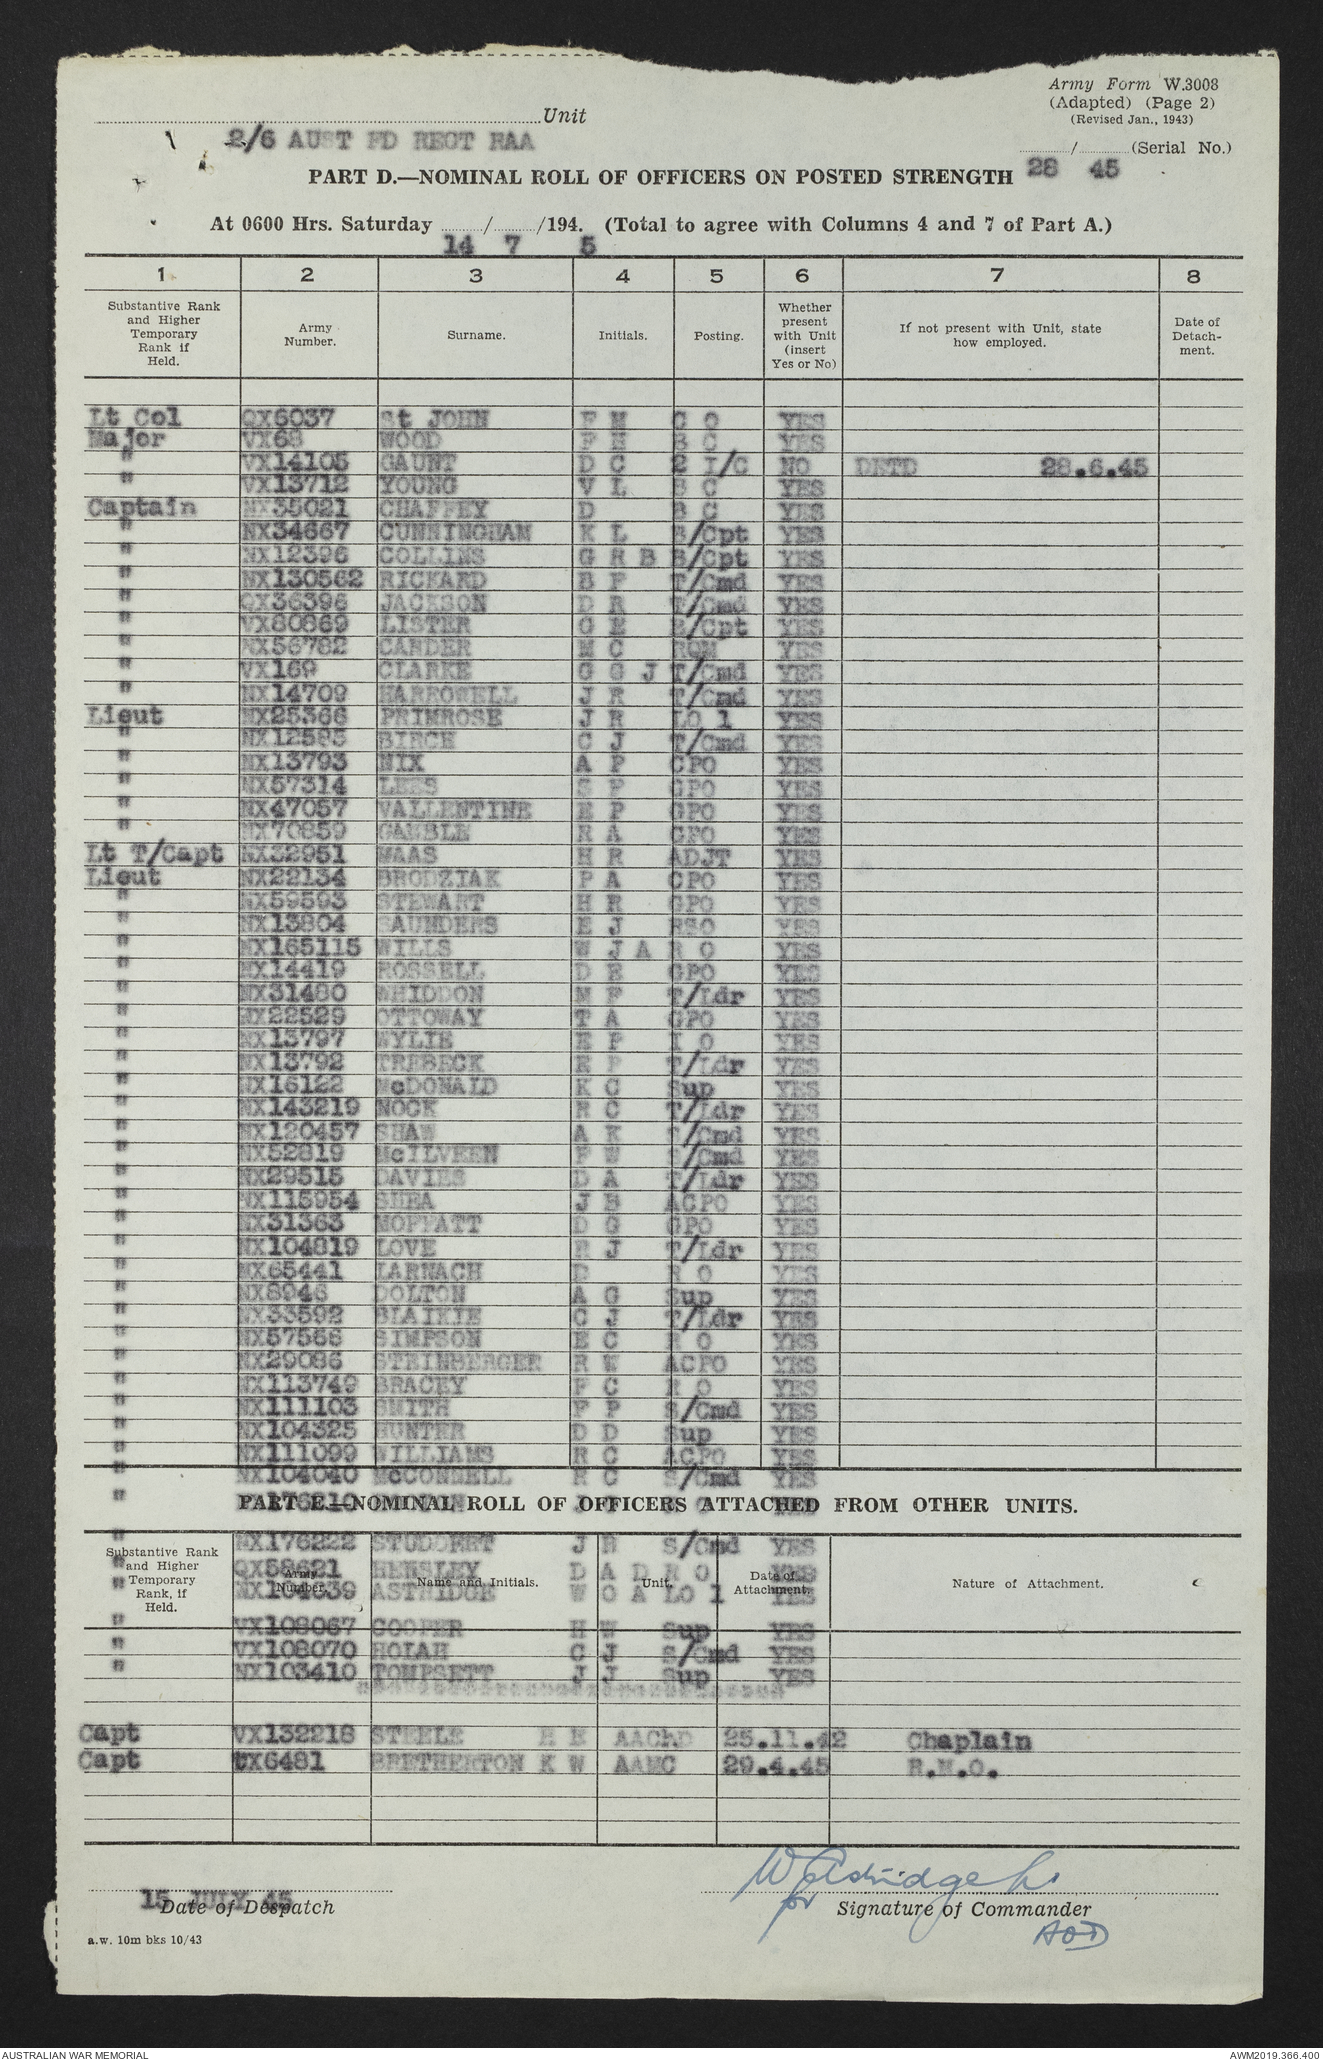 Army Form W.3008
(Adapted) (Page 2)
(Revised Jan., 1943)
Unit
2/6 AUST FD REGT RAA
/ (Serial No.)
28 45
PART D.—NOMINAL ROLL OF OFFICERS ON POSTED STRENGTH
At 0600 Hrs. Saturday / /194. (Total to agree with Columns 4 and 7 of Part A.)
14 7 5
1 2 3 4 5 6 7 8
Substantive Rank and Higher Temporary Rank if Held. Army Number. Surname. Initials. Posting. Whether present with Unit (insert Yes or No) If not present with Unit, state how employed. Date of Detach-ment.
Lt Col QX6037 St JOHN F M C O YES
Major VX68 WOOD F H B C YES
" VX14105 GAUNT D C 2 I/C NO DETD 28.6.45
" VX13712 YOUNG V L B C YES
Captain NX35021 CHAFFEY D B C YES
" NX34667 CUNNINGHAM K L B/Cpt YES
" NX12396 COLLINS G R B B/Cpt YES
" NX130562 RICKARD B F T/Cmd YES
" QX36396 JACKSON D R T/Cmd YES
" VX80869 LISTER G E B/Cpt YES
" NX56782 CANDER M C RQM YES
" VX169 CLARKE G G J T/Cmd YES
" NX14709 HARROWELL J R T/Cmd YES
Lieut NX25366 PRIMROSE J R LO 1 YES
" NX12585 BIRCH C J T/Cmd YES
" NX13793 NIX A P CPO YES
" NX57314 LEES S F GPO YES
" NX47057 VALLENTINE E P GPO YES
" NX70859 GAMBLE R A GPO YES
Lt T/Capt NX32951 MAAS H R ADJT YES
Lieut NX22134 BRODZIAK P A CPO YES
" NX59593 STEWART H R GPO YES
" NX13804 SAUNDERS E J RSO YES
" NX165115 WILLS W J A R O YES
" NX14419 ROSSELL D E GPO YES
" NX31480 WHIDDON M F T/Ldr YES
" NX22529 OTTOWAY T A GPO YES
" NX13797 WYLIE E P I O YES
" NX13792 TREBECK E P T/Ldr YES
" NX16122 McDONALD K C Sup YES
" NX143219 NOCK R C T/Ldr YES
" NX120457 SHAW A K S/Cmd YES
" NX52819 McILVEEN F W S/Cmd YES
" NX29515 DAVIES D A T/Ldr YES
" NX115954 SHEA J B ACPO YES
" NX31363 MOFFATT D G GPO YES
" NX104819 LOVE R J T/Ldr YES
" NX65441 LARNACH D R O YES
" NX8946 DOLTON A G Sup YES
" NX33592 BLAIKIE C J T/Ldr YES
" NX57566 SIMPSON E C R O YES
" NX29086 STEINBERGER R W ACPO YES
" NX113749 BRACEY F C R O YES
" NX111103 SMITH F P S/Cmd YES
" NX104325 HUNTER D D Sup YES
" NX111099 WILLIAMS R C ACPO YES
" NX104040 McCONNELL R C S/Cmd YES
PART E.—NOMINAL ROLL OF OFFICERS ATTACHED FROM OTHER UNITS.
" NX176222 STUDDERT J H S/Cmd YES
Substantive Rank and Higher Temporary Rank, if Held. Army Number. Name and Initials. Unit. Date of Attachment. Nature of Attachment.
" QX58621 HENSLEY D A D R O YES
" NX104639 ASTRIDGE W O A LO 1 YES
" VX108067 COOPER H W Sup YES
" VX108070 HOLAH C J S/Cmd YES
" NX103410 TOMPSETT J J Sup YES
Capt VX132218 STEELE AAChD 25.11.42 Chaplain
Capt TX6481 BRETHERTON K W AAMC 29.4.45 R.M.O.
15 JULY 45
Date of Despatch
W Astridge Lt
for Signature of Commander
AOD
a.w. 10m bks 10/43
AUSTRALIAN WAR MEMORIAL AWM2019.366.400